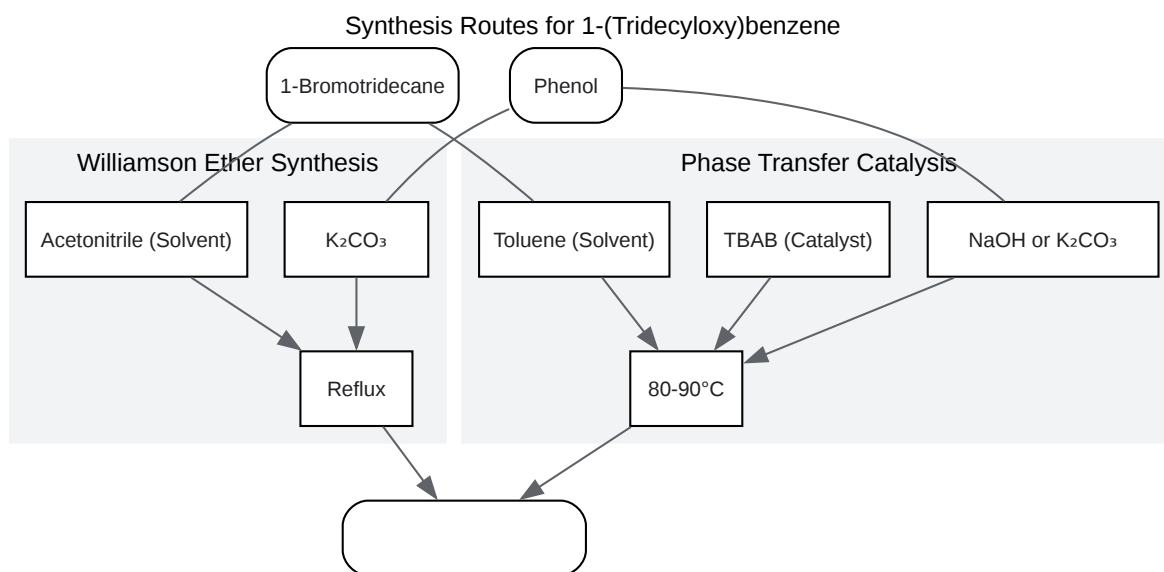 Synthesis Routes for 1-(Tridecyloxy)benzene
1-Bromotridecane
Phenol
Williamson Ether Synthesis
Phase Transfer Catalysis
Acetonitrile (Solvent)
K₂CO₃
Toluene (Solvent)
TBAB (Catalyst)
NaOH or K₂CO₃
Reflux
80-90°C